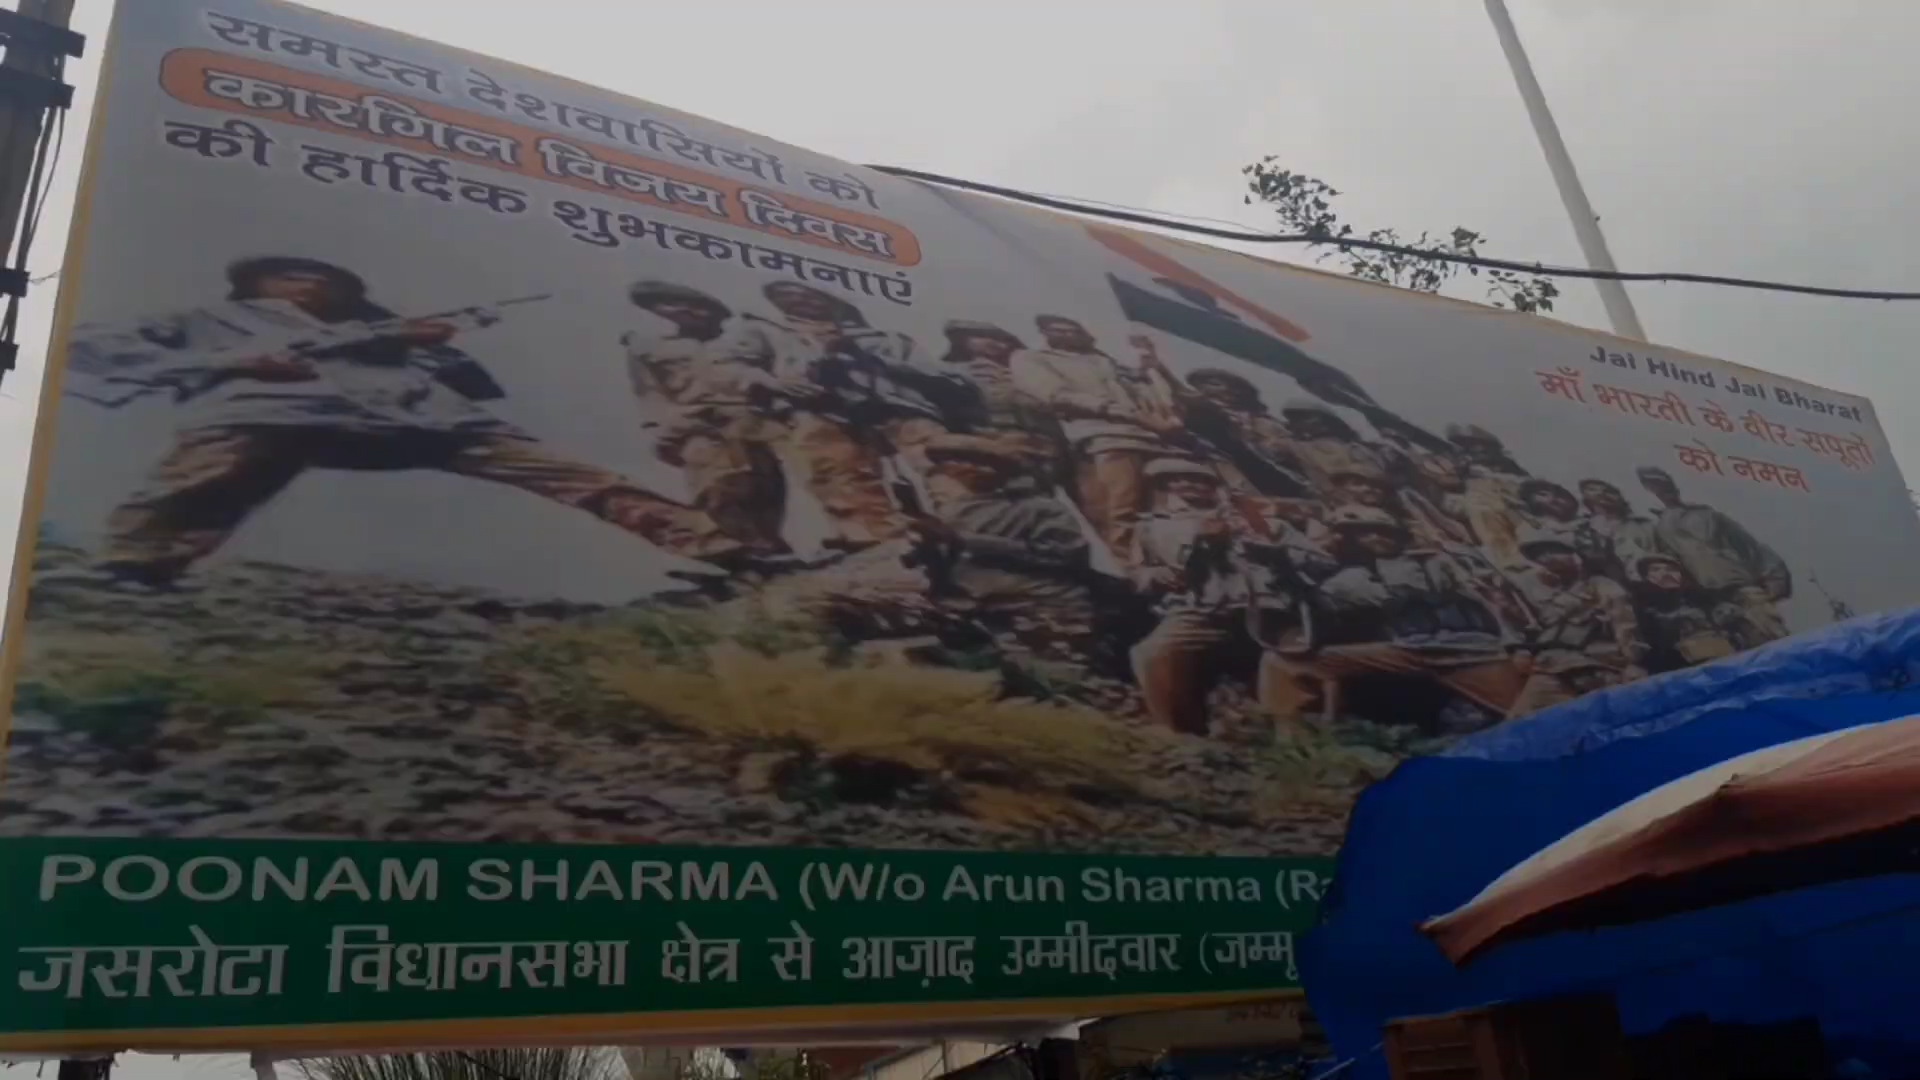 समस्त देशवासियों को
कारगिल विजय दिवस
की हार्दिक शुभकामनाएं
Jai Hind Jai Bharat
माँ भारती के वीर सपूतों
को नमन
POONAM SHARMA (W/o Arun Sharma
जसरोटा विधानसभा क्षेत्र से आज़ाद उम्मीदवार (जम्मू